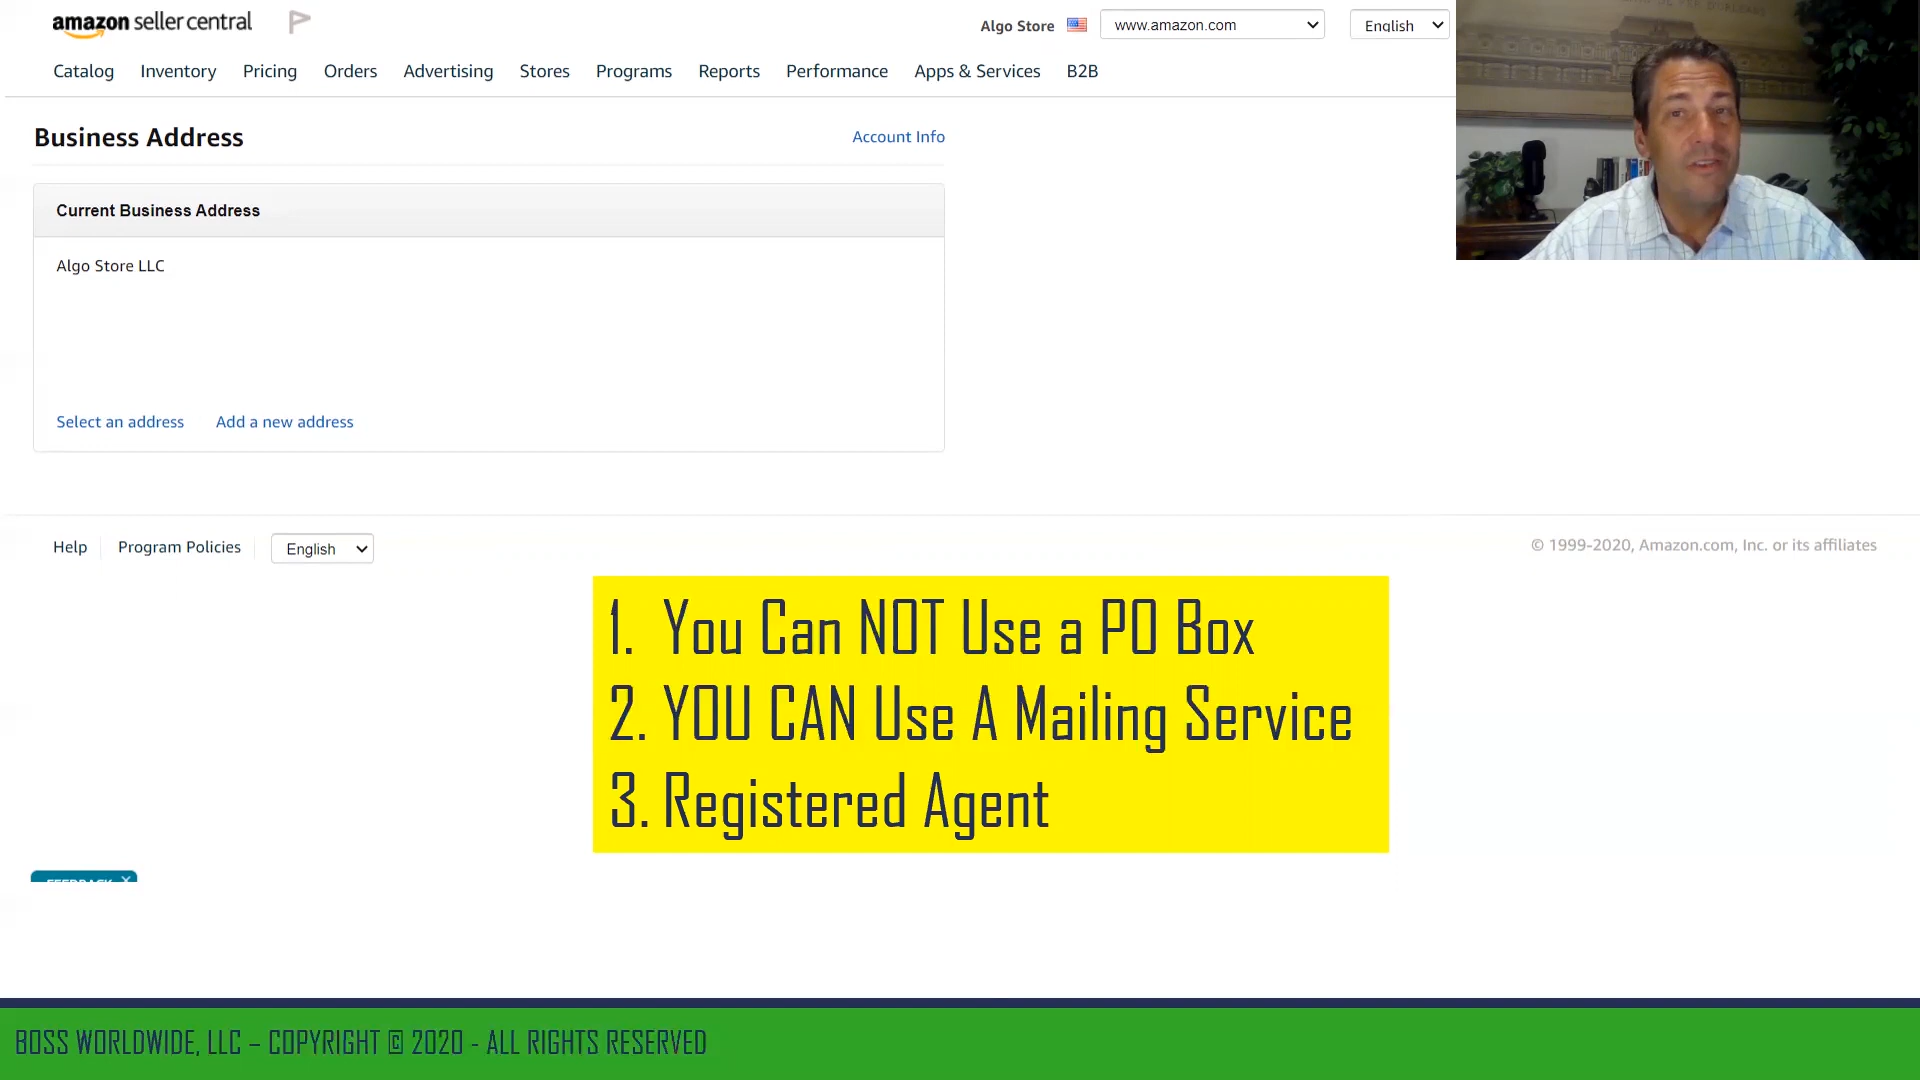 amazon seller central
Algo Store www.amazon.com English
Catalog Inventory Pricing Orders Advertising Stores Programs Reports Performance Apps & Services B2B
Business Address Account Info
Current Business Address
Algo Store LLC
Select an address Add a new address
Help Program Policies English © 1999-2020, Amazon.com, Inc. or its affiliates
1. You Can NOT Use a PO Box
2. YOU CAN Use A Mailing Service
3. Registered Agent
FEEDBACK
BOSS WORLDWIDE, LLC – COPYRIGHT © 2020 - ALL RIGHTS RESERVED